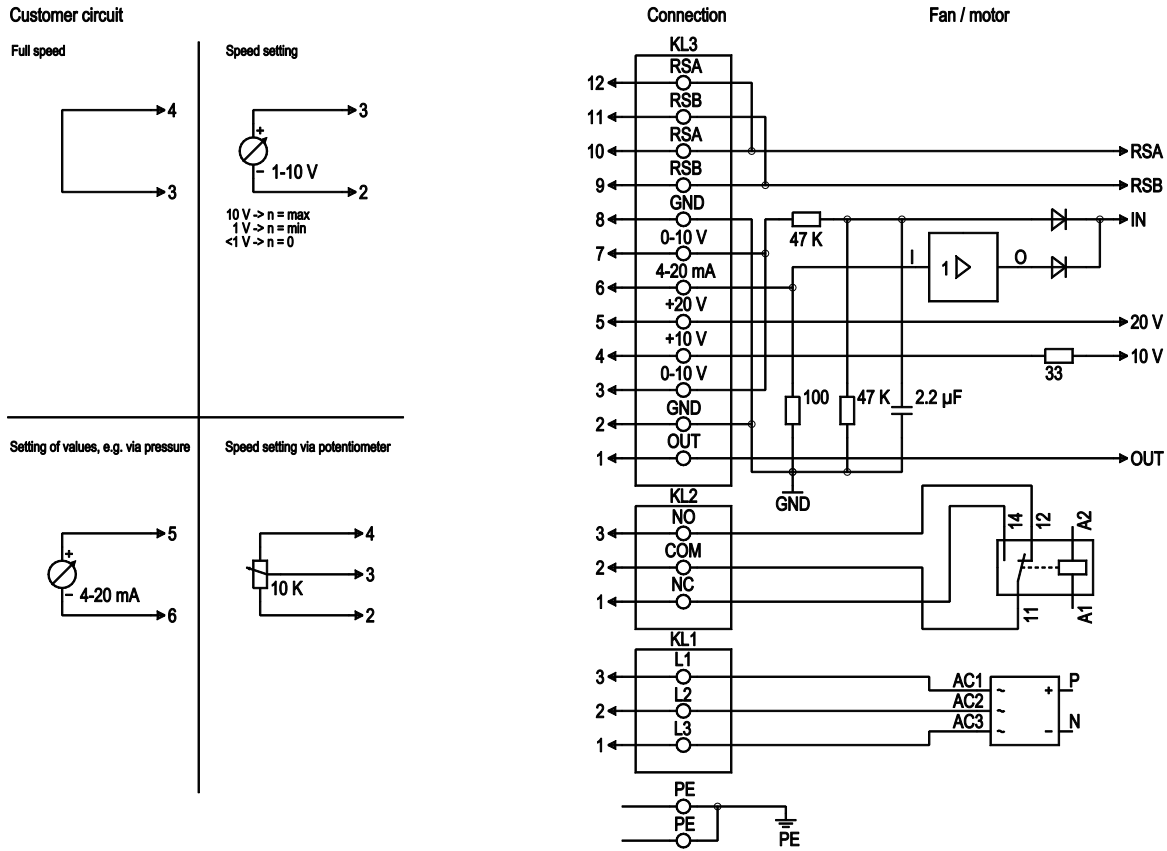 Customer circuit
Full speed
4
3
Speed setting
3
+
− 1-10 V
2
10 V -> n = max
1 V -> n = min
<1 V -> n = 0
Setting of values, e.g. via pressure
5
+
− 4-20 mA
6
Speed setting via potentiometer
4
3
10 K
2
Connection
Fan / motor
KL3
RSA
12
RSB
11
RSA
10
RSA
RSB
9
RSB
GND
8
47 K
IN
0-10 V
7
I
1
O
4-20 mA
6
+20 V
5
20 V
+10 V
4
33
10 V
0-10 V
3
100
47 K
2.2 µF
GND
2
OUT
1
OUT
GND
KL2
NO
3
COM
2
NC
1
14
12
A2
11
A1
KL1
L1
3
AC1
~
+
P
L2
2
AC2
~
L3
1
AC3
~
−
N
PE
PE
PE